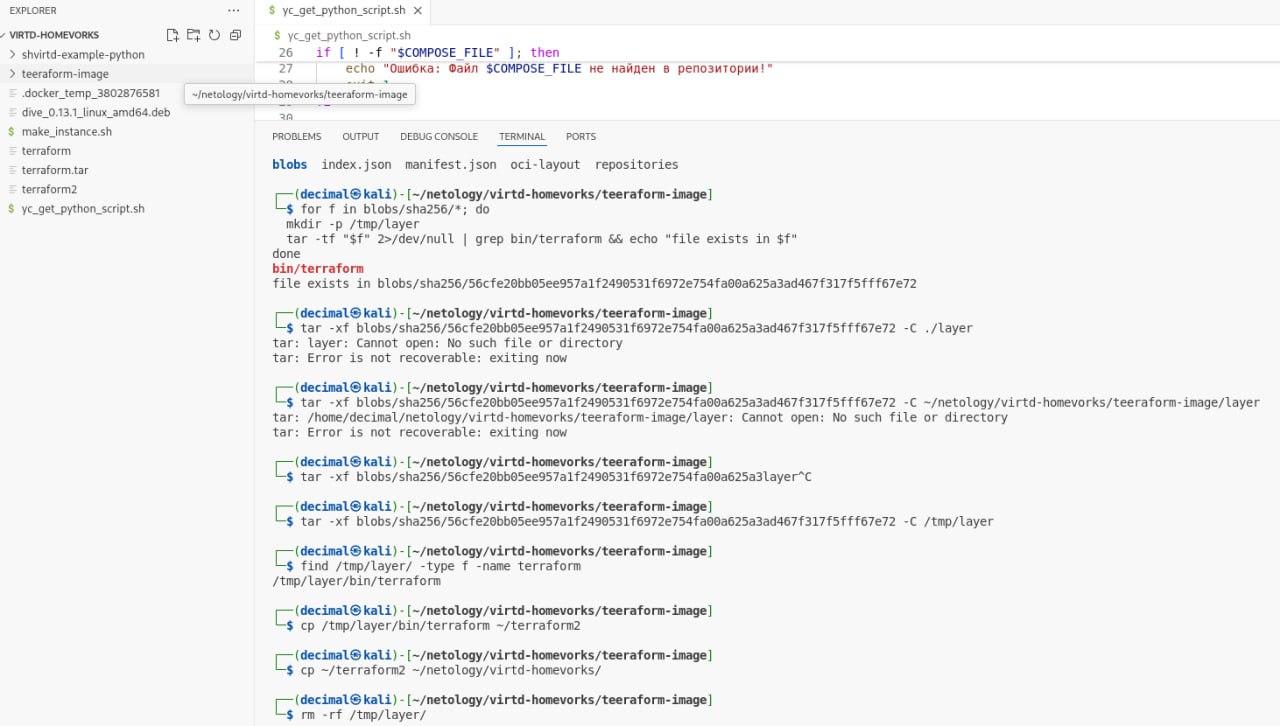 EXPLORER
VIRTD-HOMEVORKS
shvirtd-example-python
teeraform-image
.docker_temp_3802876581
~/netology/virtd-homevorks/teeraform-image
dive_0.13.1_linux_amd64.deb
make_instance.sh
terraform
terraform.tar
terraform2
yc_get_python_script.sh
yc_get_python_script.sh
yc_get_python_script.sh
26 if [ ! -f "$COMPOSE_FILE" ]; then
27 echo "Ошибка: Файл $COMPOSE_FILE не найден в репозитории!"
30
PROBLEMS OUTPUT DEBUG CONSOLE TERMINAL PORTS
blobs index.json manifest.json oci-layout repositories
(decimal㉿kali)-[~/netology/virtd-homevorks/teeraform-image]
$ for f in blobs/sha256/*; do
mkdir -p /tmp/layer
tar -tf "$f" 2>/dev/null | grep bin/terraform && echo "file exists in $f"
done
bin/terraform
file exists in blobs/sha256/56cfe20bb05ee957a1f2490531f6972e754fa00a625a3ad467f317f5fff67e72
(decimal㉿kali)-[~/netology/virtd-homevorks/teeraform-image]
$ tar -xf blobs/sha256/56cfe20bb05ee957a1f2490531f6972e754fa00a625a3ad467f317f5fff67e72 -C ./layer
tar: layer: Cannot open: No such file or directory
tar: Error is not recoverable: exiting now
(decimal㉿kali)-[~/netology/virtd-homevorks/teeraform-image]
$ tar -xf blobs/sha256/56cfe20bb05ee957a1f2490531f6972e754fa00a625a3ad467f317f5fff67e72 -C ~/netology/virtd-homevorks/teeraform-image/layer
tar: /home/decimal/netology/virtd-homevorks/teeraform-image/layer: Cannot open: No such file or directory
tar: Error is not recoverable: exiting now
(decimal㉿kali)-[~/netology/virtd-homevorks/teeraform-image]
$ tar -xf blobs/sha256/56cfe20bb05ee957a1f2490531f6972e754fa00a625a3layer^C
(decimal㉿kali)-[~/netology/virtd-homevorks/teeraform-image]
$ tar -xf blobs/sha256/56cfe20bb05ee957a1f2490531f6972e754fa00a625a3ad467f317f5fff67e72 -C /tmp/layer
(decimal㉿kali)-[~/netology/virtd-homevorks/teeraform-image]
$ find /tmp/layer/ -type f -name terraform
/tmp/layer/bin/terraform
(decimal㉿kali)-[~/netology/virtd-homevorks/teeraform-image]
$ cp /tmp/layer/bin/terraform ~/terraform2
(decimal㉿kali)-[~/netology/virtd-homevorks/teeraform-image]
$ cp ~/terraform2 ~/netology/virtd-homevorks/
(decimal㉿kali)-[~/netology/virtd-homevorks/teeraform-image]
$ rm -rf /tmp/layer/